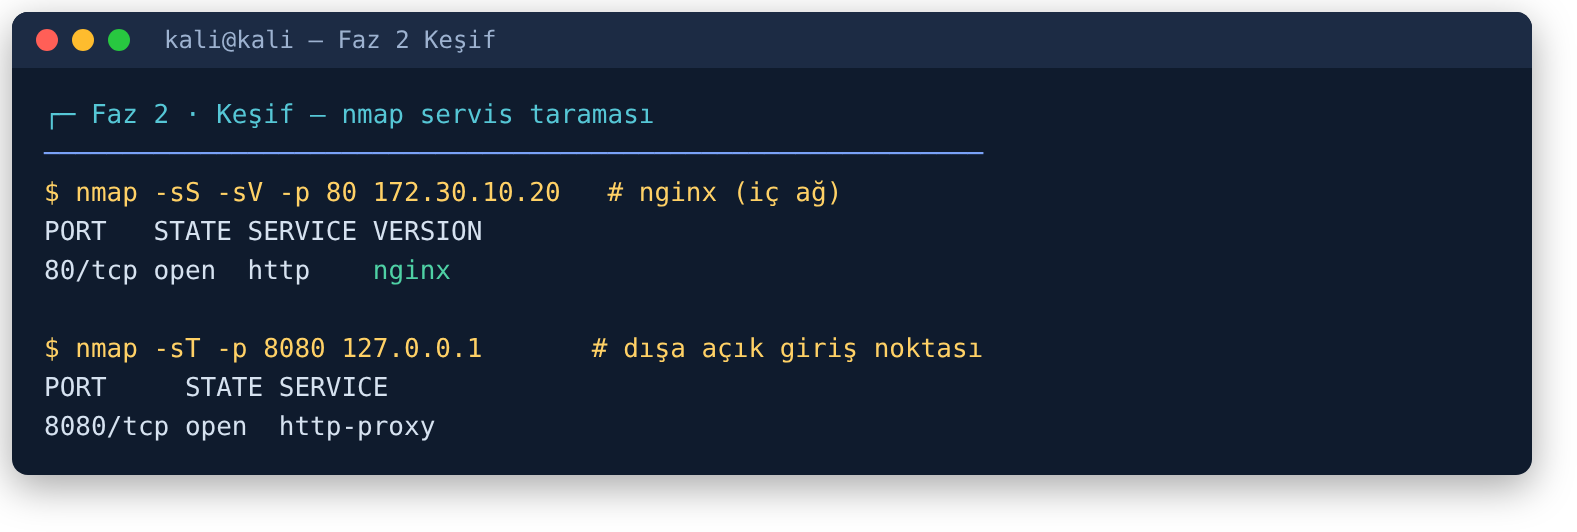 kali@kali — Faz 2 Keşif
┌─ Faz 2 · Keşif — nmap servis taraması
$ nmap -sS -sV -p 80 172.30.10.20   # nginx (iç ağ)
PORT   STATE SERVICE VERSION
80/tcp open  http    nginx
$ nmap -sT -p 8080 127.0.0.1       # dışa açık giriş noktası
PORT     STATE SERVICE
8080/tcp open  http-proxy